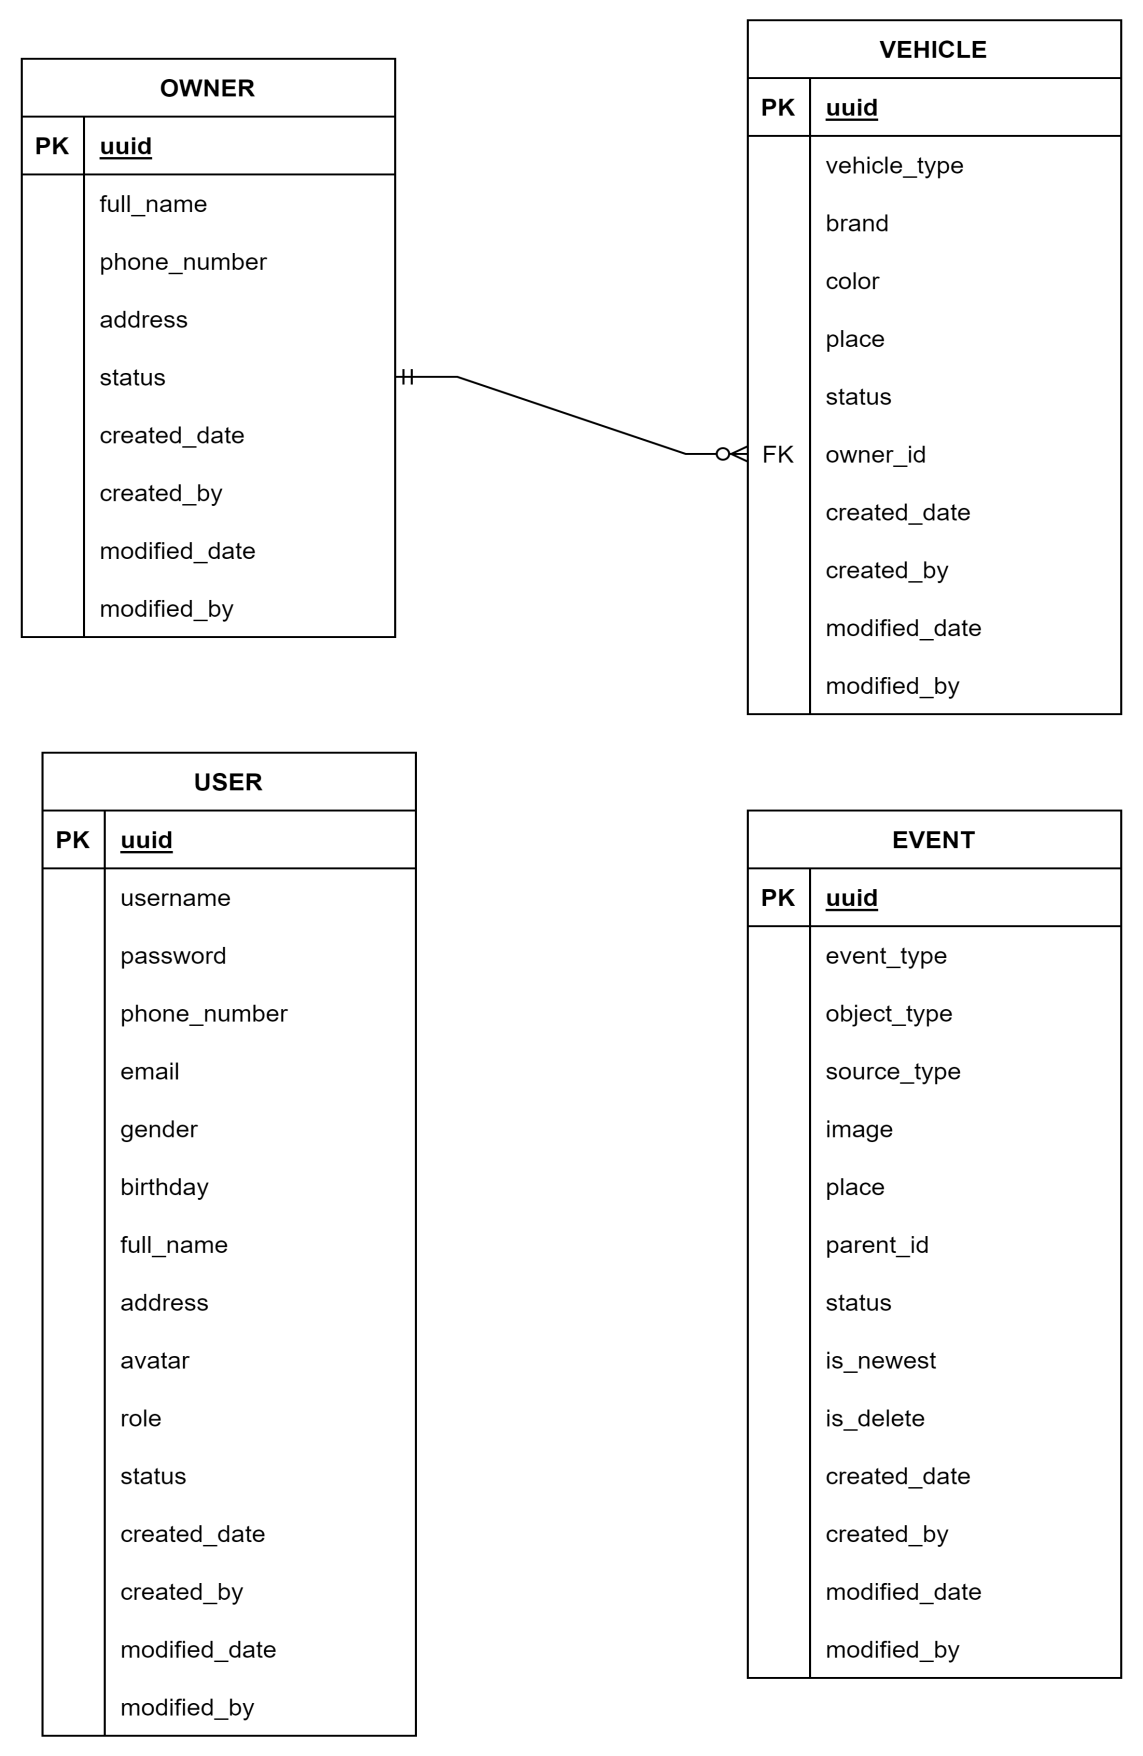 OWNER
PK uuid
full_name
phone_number
address
status
created_date
created_by
modified_date
modified_by
VEHICLE
PK uuid
vehicle_type
brand
color
place
status
FK owner_id
created_date
created_by
modified_date
modified_by
USER
PK uuid
username
password
phone_number
email
gender
birthday
full_name
address
avatar
role
status
created_date
created_by
modified_date
modified_by
EVENT
PK uuid
event_type
object_type
source_type
image
place
parent_id
status
is_newest
is_delete
created_date
created_by
modified_date
modified_by